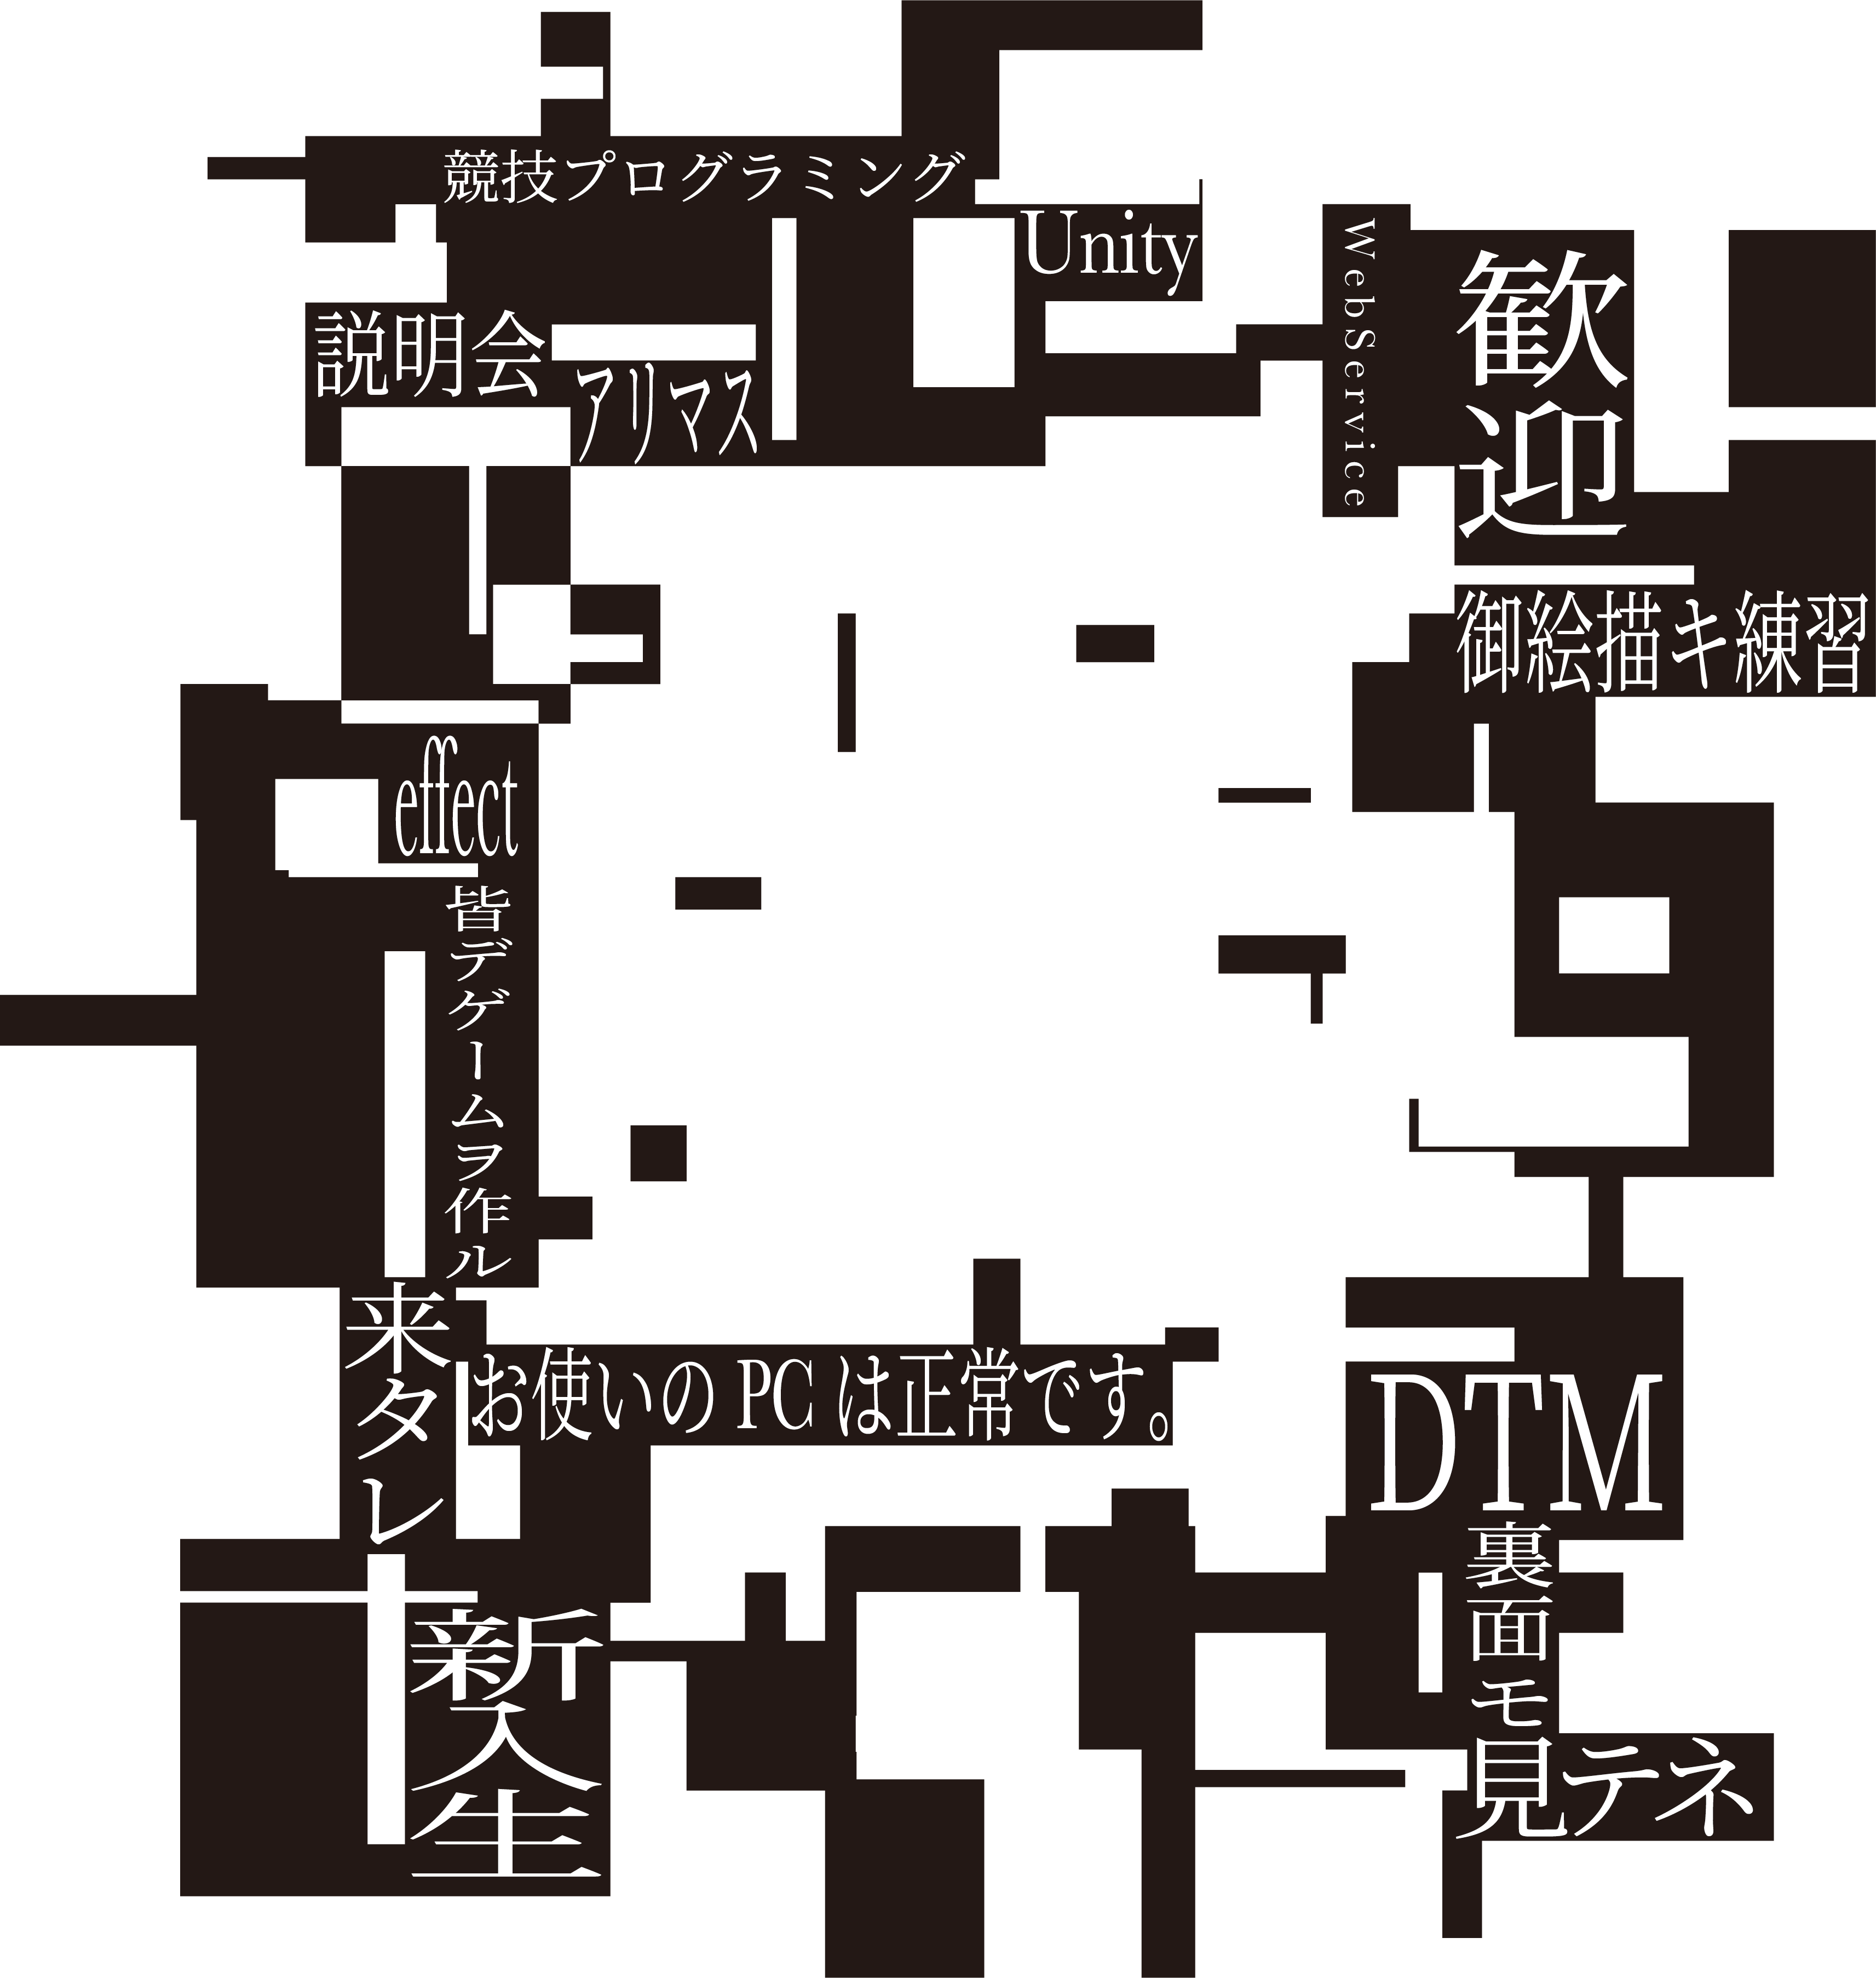 競技プログラミング
Unity
WebService
歓迎
説明会
アリマス
御絵描キ練習
effect
皆デゲームヲ作ル
来タレ
お使いのPCは正常です。
DTM
裏面モ
見テネ
新入生